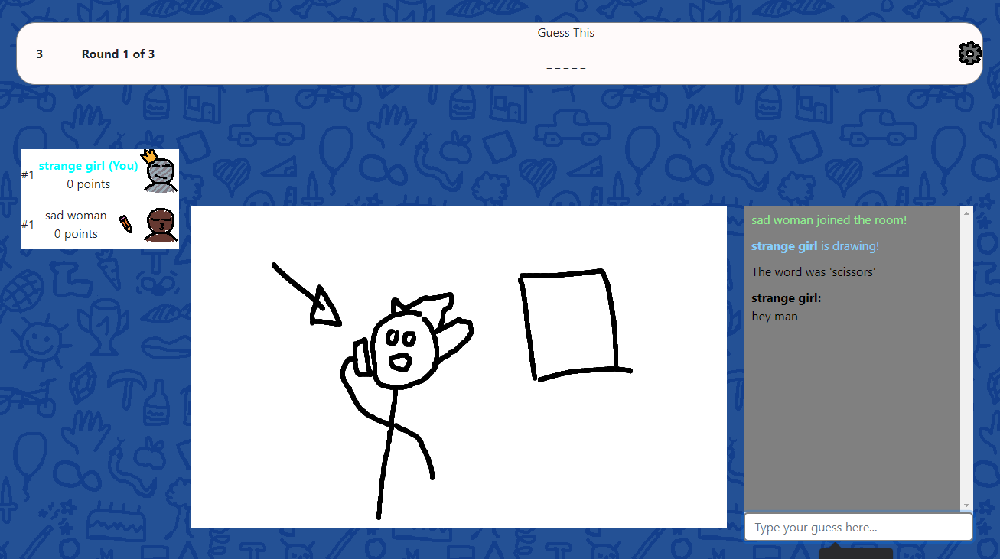 Guess This
3 Round 1 of 3
_ _ _ _ _
#1 strange girl (You)
0 points
#1 sad woman
0 points
sad woman joined the room!
strange girl is drawing!
The word was 'scissors'
strange girl:
hey man
Type your guess here...